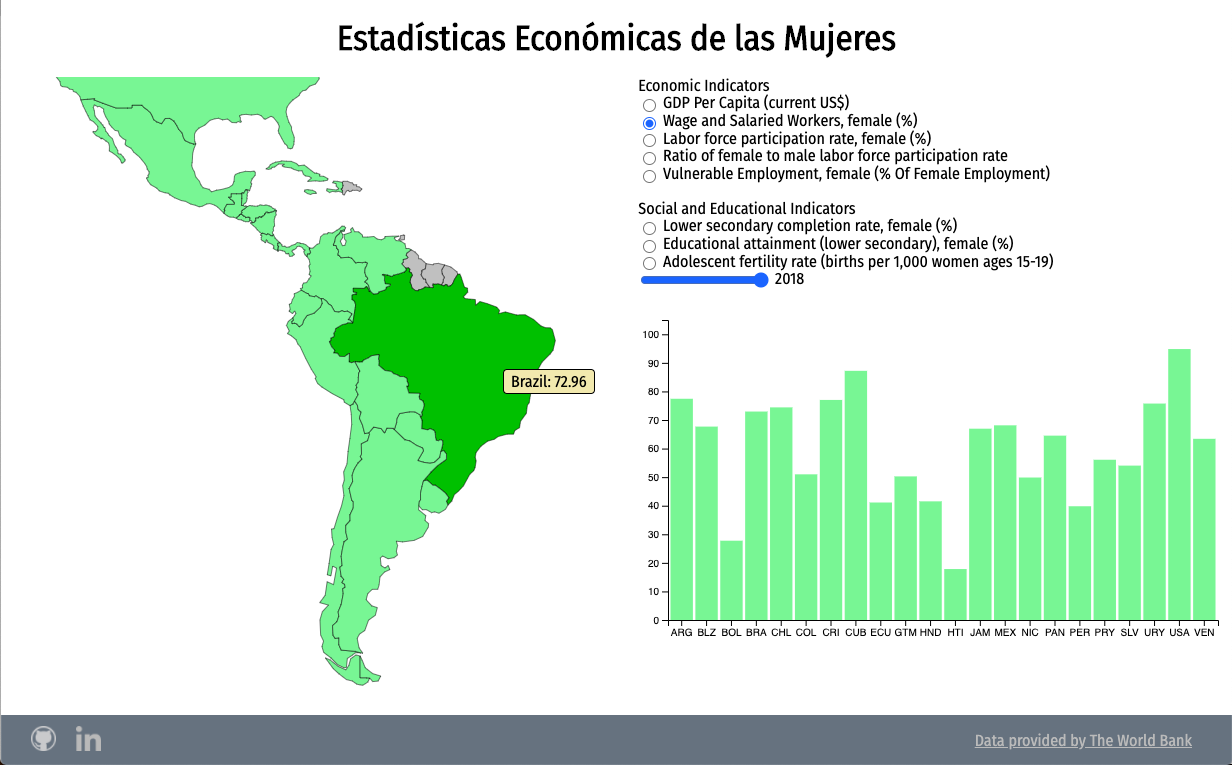 Estadísticas Económicas de las Mujeres
Economic Indicators
GDP Per Capita (current US$)
Wage and Salaried Workers, female (%)
Labor force participation rate, female (%)
Ratio of female to male labor force participation rate
Vulnerable Employment, female (% Of Female Employment)
Social and Educational Indicators
Lower secondary completion rate, female (%)
Educational attainment (lower secondary), female (%)
Adolescent fertility rate (births per 1,000 women ages 15-19)
2018
Brazil: 72.96
100
90
80
70
60
50
40
30
20
10
0
ARG BLZ BOL BRA CHL COL CRI CUB ECU GTM HND HTI JAM MEX NIC PAN PER PRY SLV URY USA VEN
in
Data provided by The World Bank